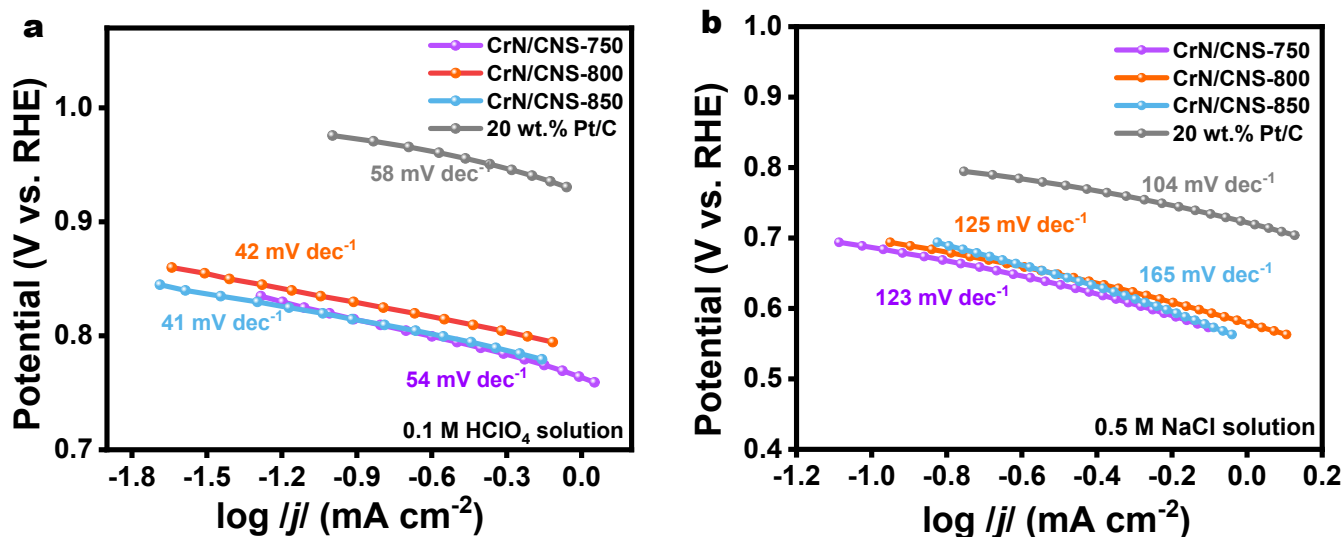 a
CrN/CNS-750
CrN/CNS-800
CrN/CNS-850
20 wt.% Pt/C
58 mV dec⁻¹
42 mV dec⁻¹
41 mV dec⁻¹
54 mV dec⁻¹
0.1 M HClO₄ solution
Potential (V vs. RHE)
1.0
0.9
0.8
0.7
-1.8 -1.5 -1.2 -0.9 -0.6 -0.3 0.0
log /j/ (mA cm⁻²)
b
CrN/CNS-750
CrN/CNS-800
CrN/CNS-850
20 wt.% Pt/C
104 mV dec⁻¹
125 mV dec⁻¹
165 mV dec⁻¹
123 mV dec⁻¹
0.5 M NaCl solution
Potential (V vs. RHE)
1.0
0.9
0.8
0.7
0.6
0.5
0.4
-1.2 -1.0 -0.8 -0.6 -0.4 -0.2 0.0 0.2
log /j/ (mA cm⁻²)